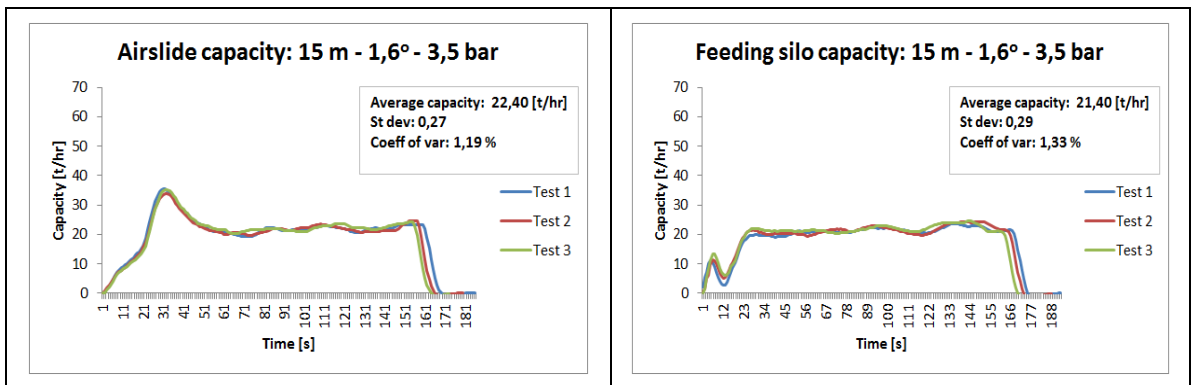 Airslide capacity: 15 m - 1,6º - 3,5 bar
70
60
50
40
30
20
10
0
Capacity [t/hr]
Average capacity: 22,40 [t/hr]
St dev: 0,27
Coeff of var: 1,19 %
Test 1
Test 2
Test 3
1 11 21 31 41 51 61 71 81 91 101 111 121 131 141 151 161 171 181
Time [s]
Feeding silo capacity: 15 m - 1,6º - 3,5 bar
70
60
50
40
30
20
10
0
Capacity [t/hr]
Average capacity: 21,40 [t/hr]
St dev: 0,29
Coeff of var: 1,33 %
Test 1
Test 2
Test 3
1 12 23 34 45 56 67 78 89 100 111 122 133 144 155 166 177 188
Time [s]